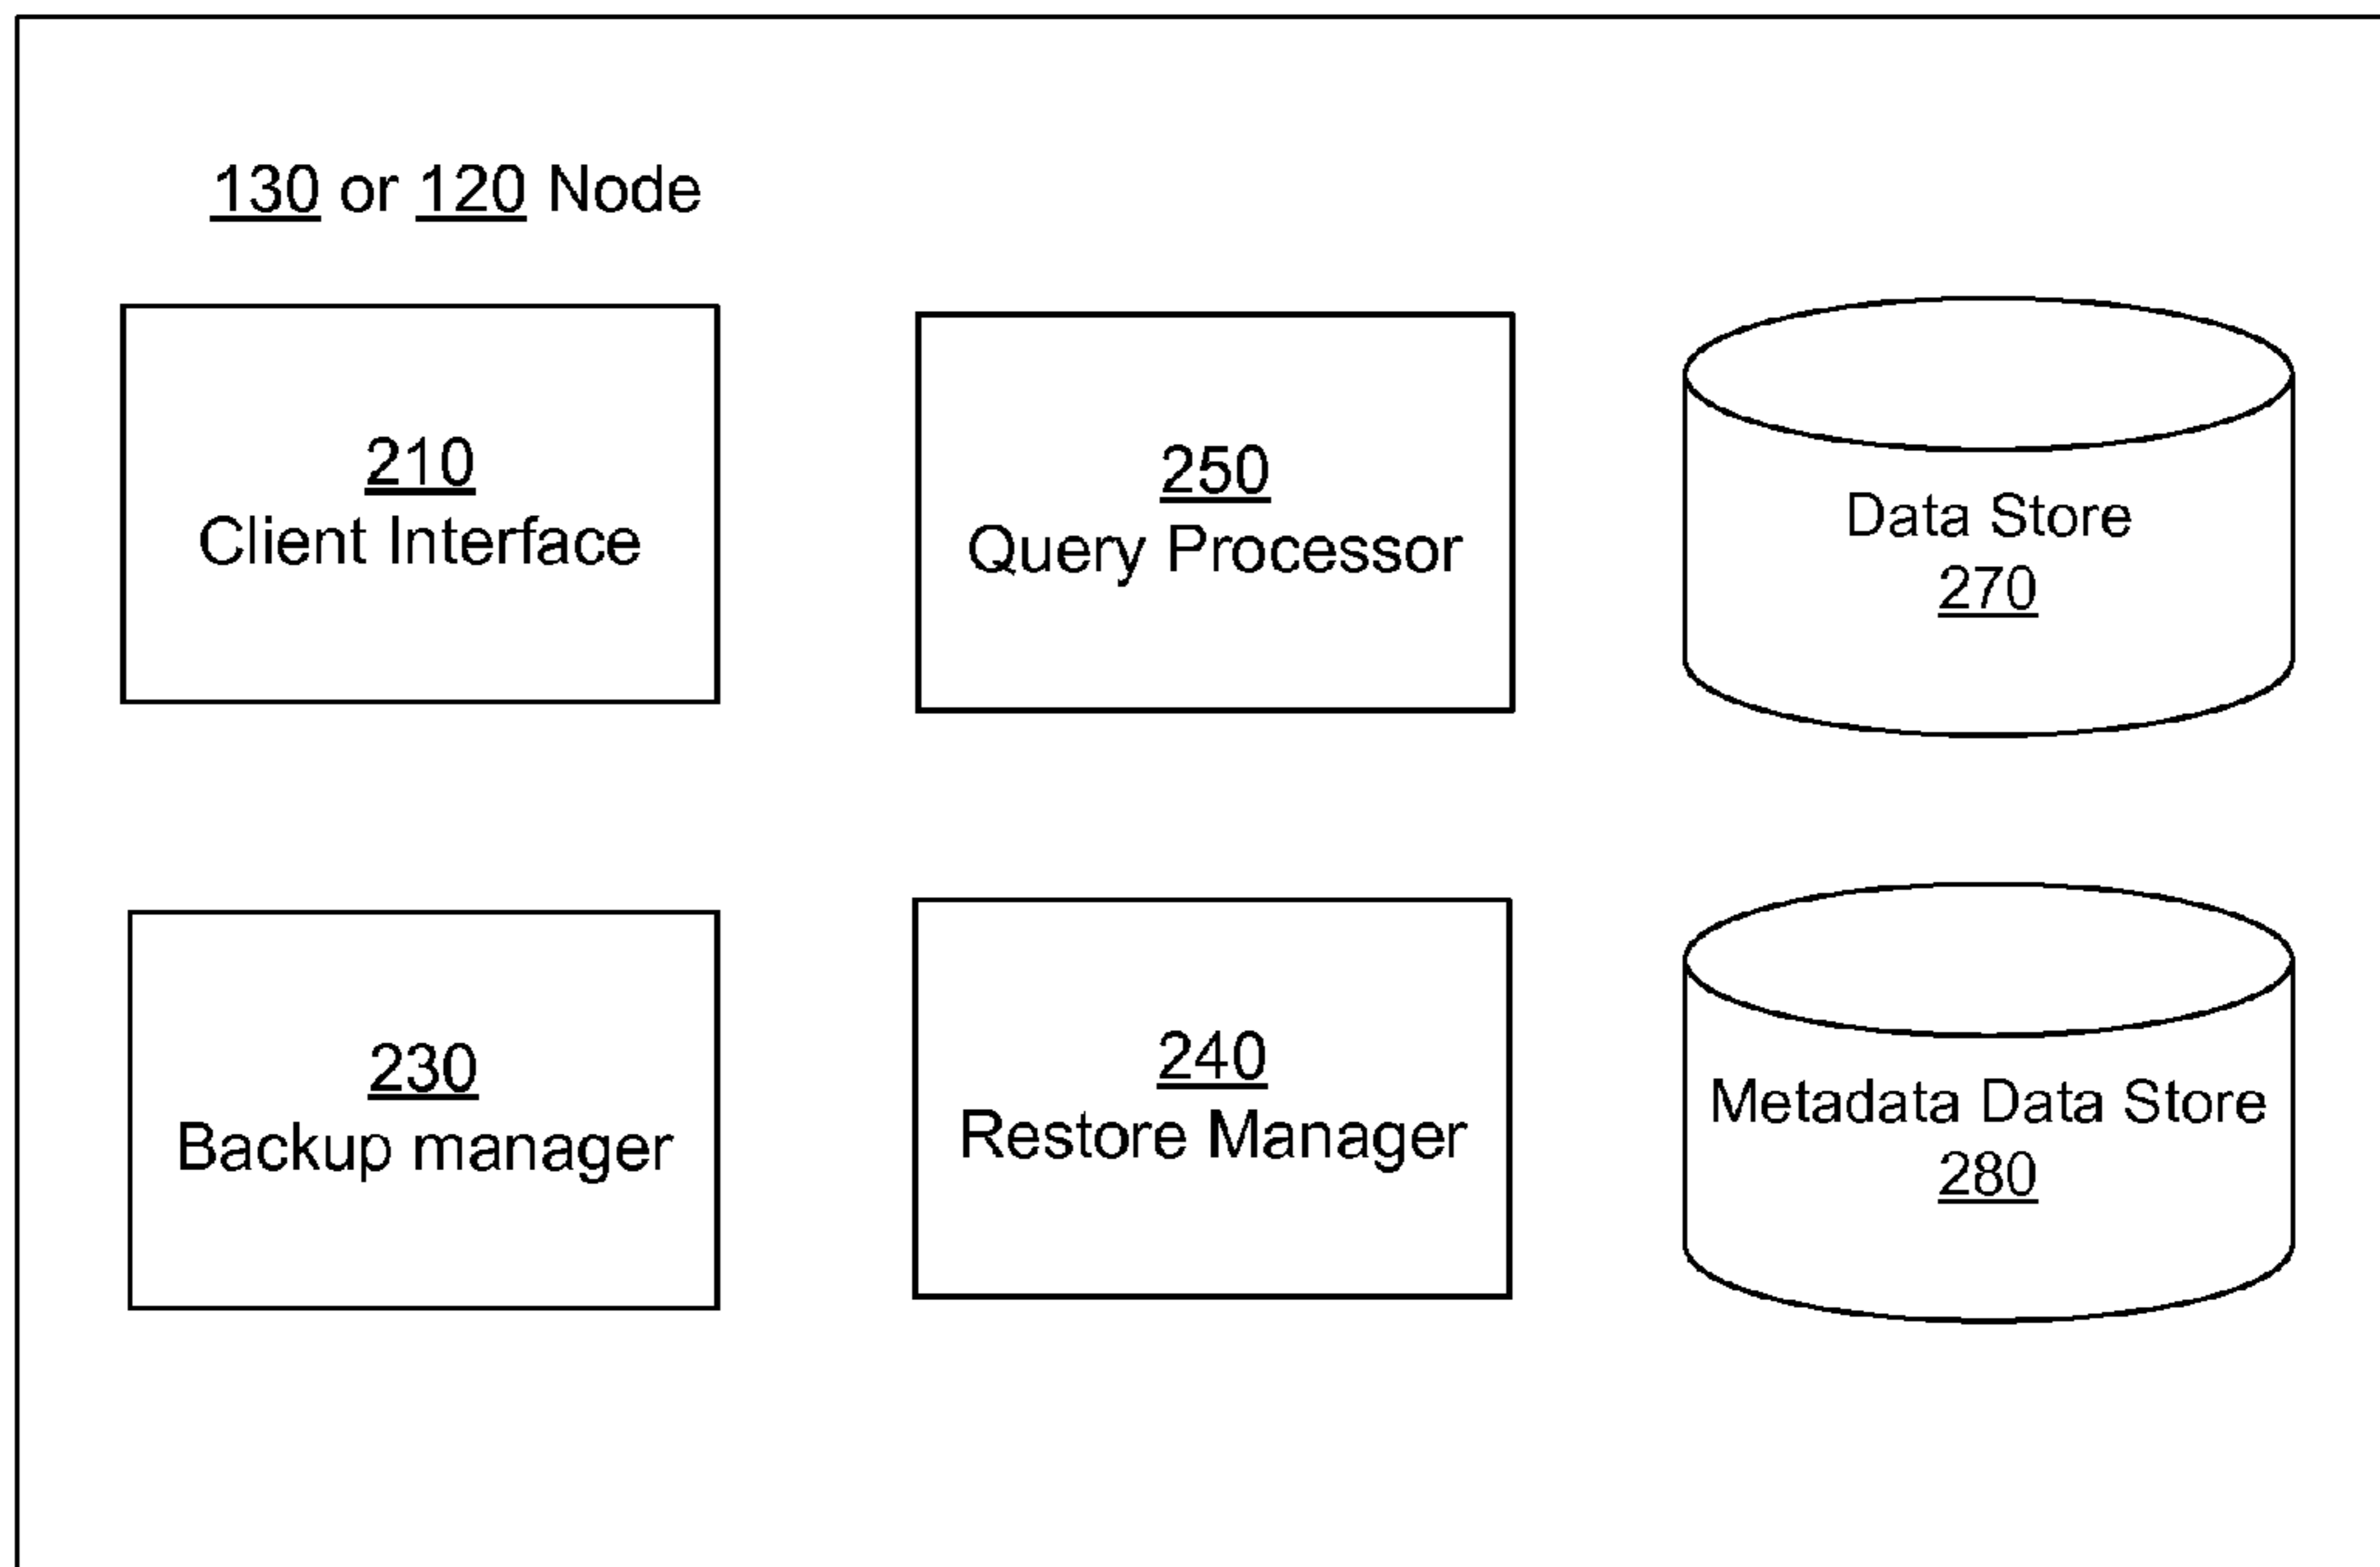 130 or 120 Node
210
Client Interface
250
Query Processor
Data Store
270
230
Backup manager
240
Restore Manager
Metadata Data Store
280